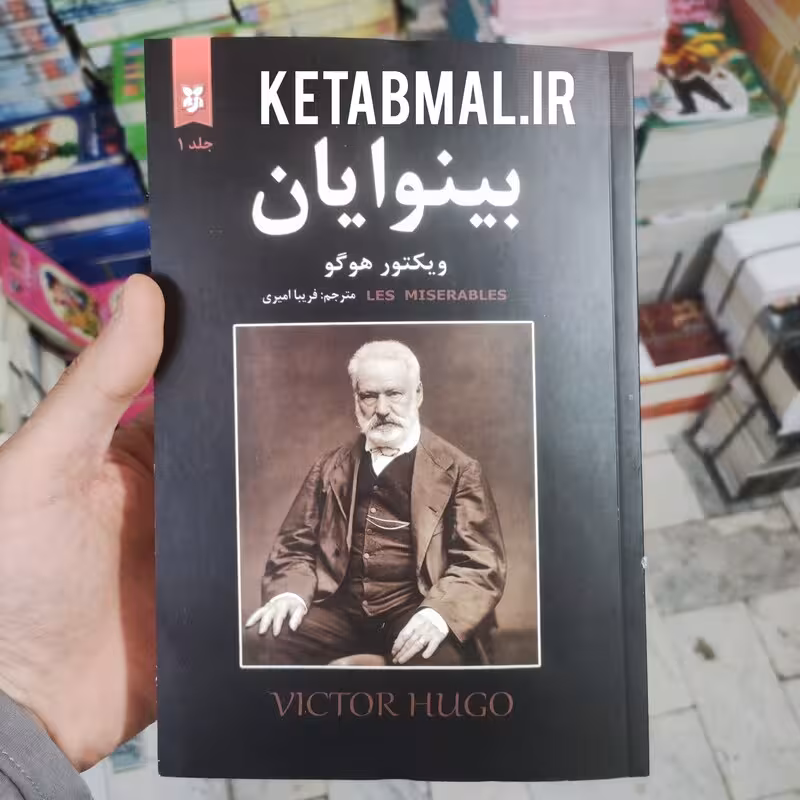 KETABMAL.IR
جلد ۱
بینوایان
ویکتور هوگو
مترجم: فریبا امیری LES MISERABLES
VICTOR HUGO